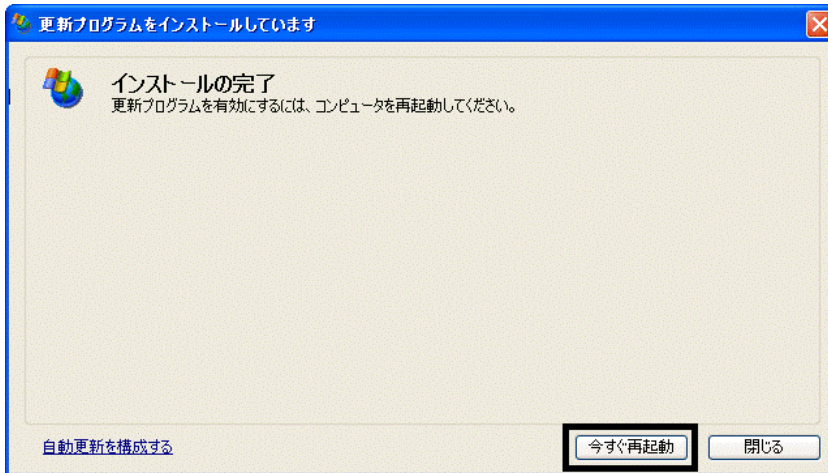 更新プログラムをインストールしています
インストールの完了
更新プログラムを有効にするには、コンピュータを再起動してください。
自動更新を構成する
今すぐ再起動
閉じる